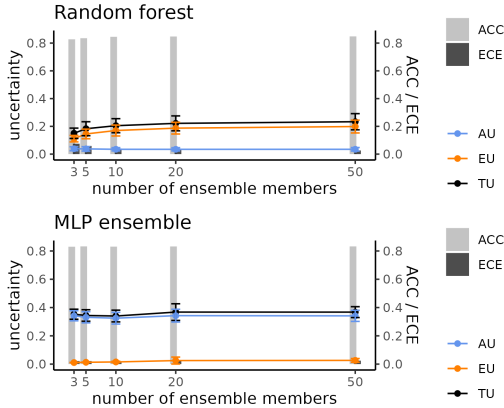 Random forest
uncertainty
0.8
0.6
0.4
0.2
0.0
0.8
0.6
0.4
0.2
0.0
ACC / ECE
3 5 10 20 50
number of ensemble members
ACC
ECE
AU
EU
TU
MLP ensemble
uncertainty
0.8
0.6
0.4
0.2
0.0
0.8
0.6
0.4
0.2
0.0
ACC / ECE
3 5 10 20 50
number of ensemble members
ACC
ECE
AU
EU
TU